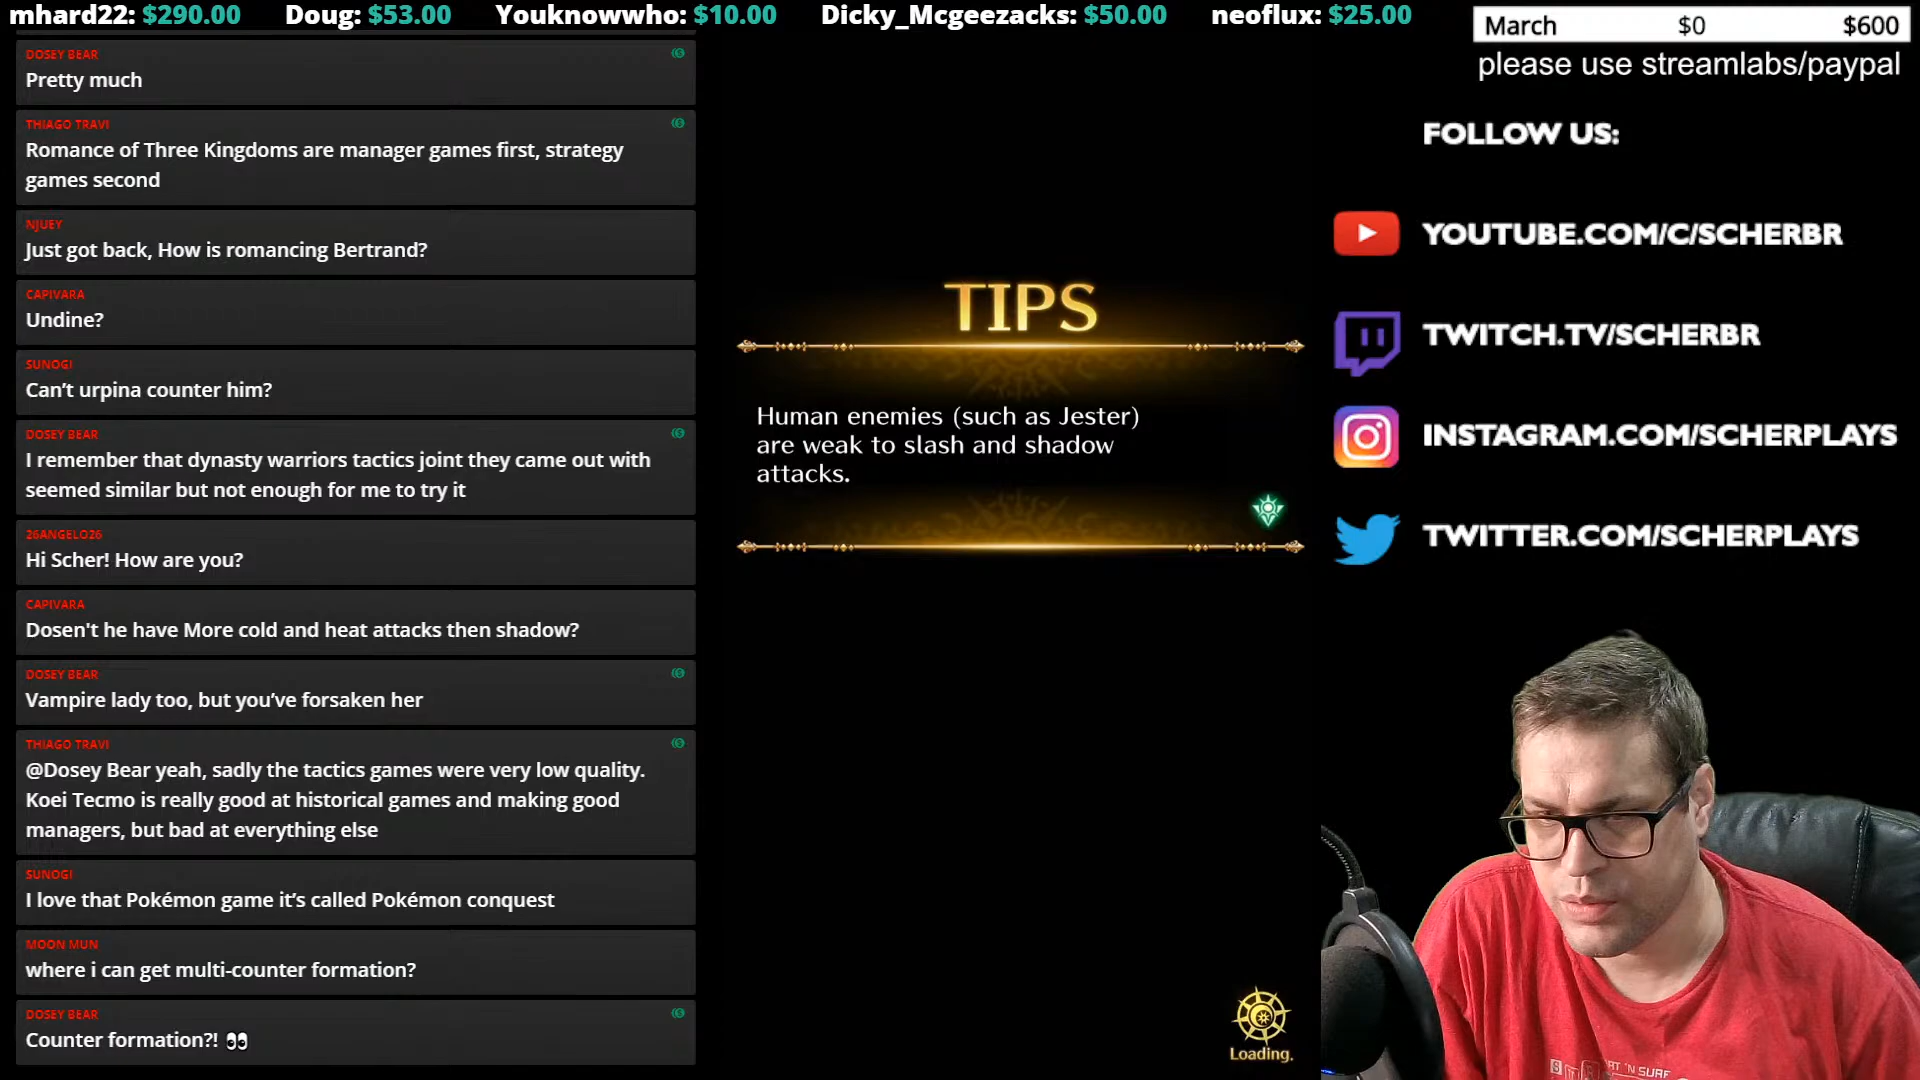 mhard22: $290.00 Doug: $53.00 Youknowwho: $10.00 Dicky_Mcgeezacks: $50.00 neoflux: $25.00
March $0 $600
please use streamlabs/paypal
DOSEY BEAR
Pretty much
THIAGO TRAVI
Romance of Three Kingdoms are manager games first, strategy
games second
NJUEY
Just got back, How is romancing Bertrand?
CAPIVARA
Undine?
SUNOGI
Can't urpina counter him?
DOSEY BEAR
I remember that dynasty warriors tactics joint they came out with
seemed similar but not enough for me to try it
26ANGELO26
Hi Scher! How are you?
CAPIVARA
Dosen't he have More cold and heat attacks then shadow?
DOSEY BEAR
Vampire lady too, but you've forsaken her
THIAGO TRAVI
@Dosey Bear yeah, sadly the tactics games were very low quality.
Koei Tecmo is really good at historical games and making good
managers, but bad at everything else
SUNOGI
I love that Pokémon game it's called Pokémon conquest
MOON MUN
where i can get multi-counter formation?
DOSEY BEAR
Counter formation?! 👀
TIPS
Human enemies (such as Jester)
are weak to slash and shadow
attacks.
Loading.
FOLLOW US:
YOUTUBE.COM/C/SCHERBR
TWITCH.TV/SCHERBR
INSTAGRAM.COM/SCHERPLAYS
TWITTER.COM/SCHERPLAYS